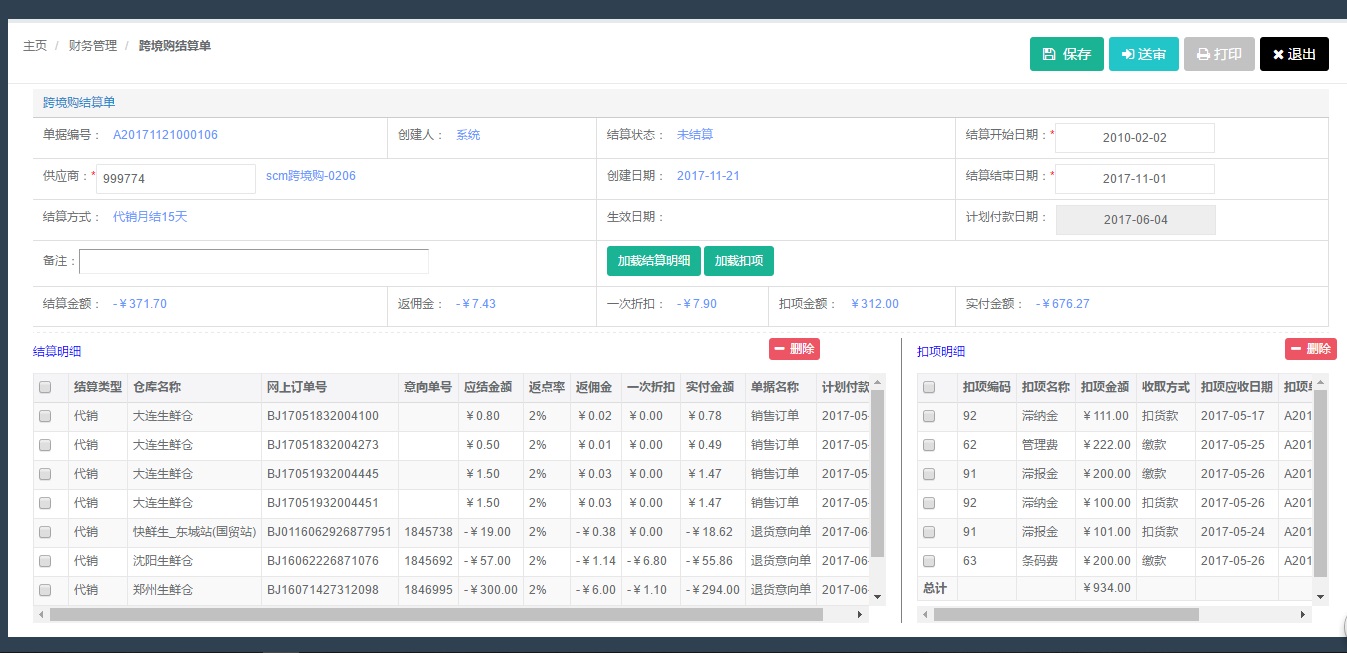 主页 / 财务管理 / 跨境购结算单
保存 送审 打印 退出
跨境购结算单
单据编号： A20171121000106 创建人： 系统 结算状态： 未结算 结算开始日期：* 2010-02-02
供应商：* 999774 scm跨境购-0206 创建日期： 2017-11-21 结算结束日期：* 2017-11-01
结算方式： 代销月结15天 生效日期： 计划付款日期： 2017-06-04
备注： 加载结算明细 加载扣项
结算金额： -￥371.70 返佣金： -￥7.43 一次折扣： -￥7.90 扣项金额： ￥312.00 实付金额： -￥676.27
结算明细 删除
结算类型 仓库名称 网上订单号 意向单号 应结金额 返点率 返佣金 一次折扣 实付金额 单据名称 计划付款
代销 大连生鲜仓 BJ17051832004100 ￥0.80 2% ￥0.02 ￥0.00 ￥0.78 销售订单 2017-05-
代销 大连生鲜仓 BJ17051832004273 ￥0.50 2% ￥0.01 ￥0.00 ￥0.49 销售订单 2017-05-
代销 大连生鲜仓 BJ17051932004445 ￥1.50 2% ￥0.03 ￥0.00 ￥1.47 销售订单 2017-05-
代销 大连生鲜仓 BJ17051932004451 ￥1.50 2% ￥0.03 ￥0.00 ￥1.47 销售订单 2017-05-
代销 快鲜生_东城站(国贸站) BJ0116062926877951 1845738 -￥19.00 2% -￥0.38 ￥0.00 -￥18.62 退货意向单 2017-06-
代销 沈阳生鲜仓 BJ16062226871076 1845692 -￥57.00 2% -￥1.14 -￥6.80 -￥55.86 退货意向单 2017-06-
代销 郑州生鲜仓 BJ16071427312098 1846995 -￥300.00 2% -￥6.00 -￥1.10 -￥294.00 退货意向单 2017-06-
扣项明细 删除
扣项编码 扣项名称 扣项金额 收取方式 扣项应收日期 扣项单
92 滞纳金 ￥111.00 扣货款 2017-05-17 A201
62 管理费 ￥222.00 缴款 2017-05-25 A201
91 滞报金 ￥200.00 缴款 2017-05-26 A201
92 滞纳金 ￥100.00 扣货款 2017-05-26 A201
91 滞报金 ￥101.00 扣货款 2017-05-24 A201
63 条码费 ￥200.00 缴款 2017-05-26 A201
总计 ￥934.00